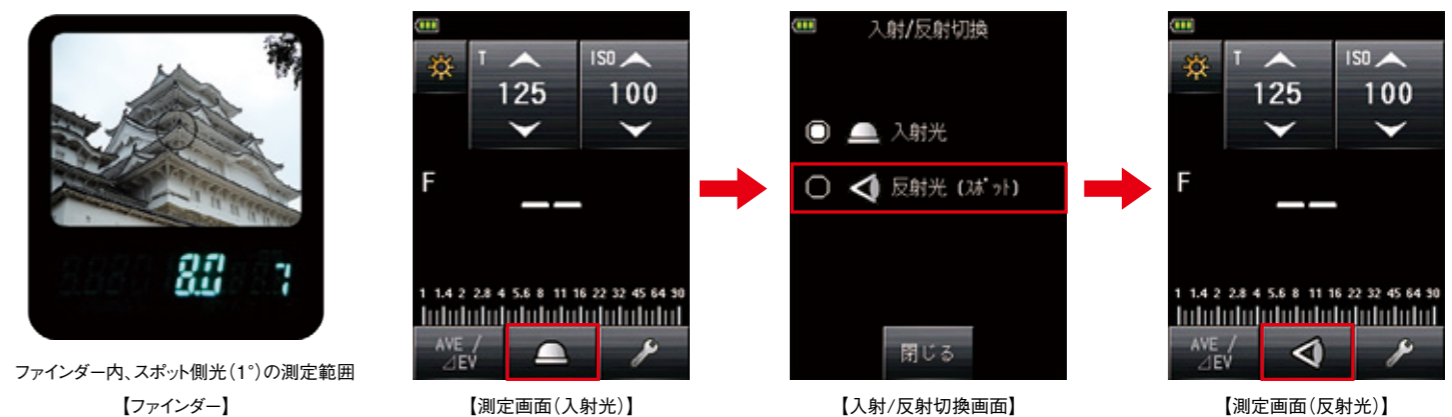 8.0 7
ファインダー内、スポット側光（1°）の測定範囲
【ファインダー】
T
125
ISO
100
F
--
1 1.4 2 2.8 4 5.6 8 11 16 22 32 45 64 90
AVE /
⊿EV
【測定画面（入射光）】
入射/反射切換
入射光
反射光 (ｽﾎﾟｯﾄ)
閉じる
【入射/反射切換画面】
T
125
ISO
100
F
--
1 1.4 2 2.8 4 5.6 8 11 16 22 32 45 64 90
AVE /
⊿EV
【測定画面（反射光）】